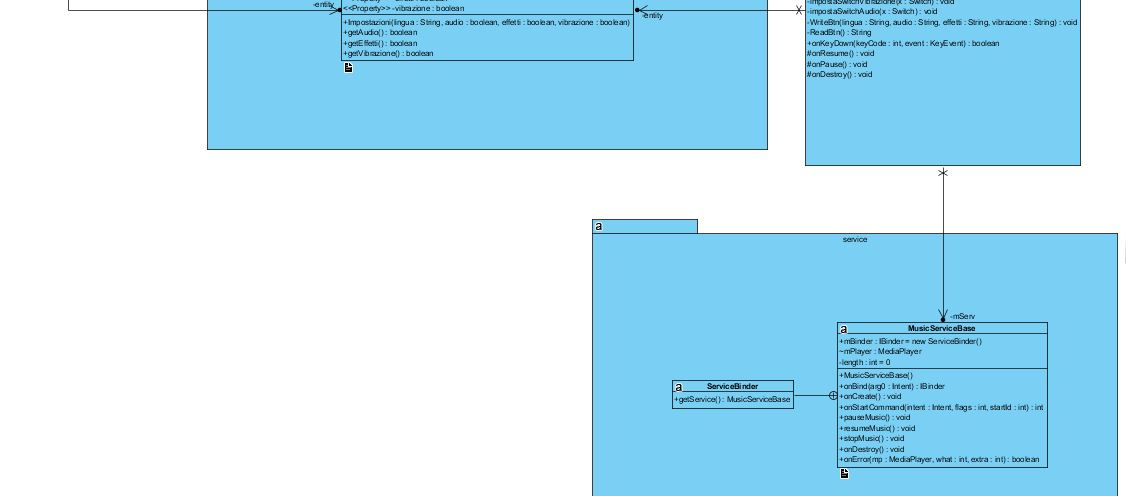 -entity
<<Property>> -vibrazione : boolean
+Impostazioni(lingua : String, audio : boolean, effetti : boolean, vibrazione : boolean)
+getAudio() : boolean
+getEffetti() : boolean
+getVibrazione() : boolean
-entity
-impostaSwitchVibrazione(x : Switch) : void
-impostaSwitchAudio(x : Switch) : void
-WriteBtn(lingua : String, audio : String, effetti : String, vibrazione : String) : void
-ReadBtn() : String
+onKeyDown(keyCode : int, event : KeyEvent) : boolean
#onResume() : void
#onPause() : void
#onDestroy() : void
a
service
-mServ
a
MusicServiceBase
+mBinder : IBinder = new ServiceBinder()
~mPlayer : MediaPlayer
-length : int = 0
+MusicServiceBase()
+onBind(arg0 : Intent) : IBinder
+onCreate() : void
+onStartCommand(intent : Intent, flags : int, startId : int) : int
+pauseMusic() : void
+resumeMusic() : void
+stopMusic() : void
+onDestroy() : void
+onError(mp : MediaPlayer, what : int, extra : int) : boolean
a
ServiceBinder
+getService() : MusicServiceBase